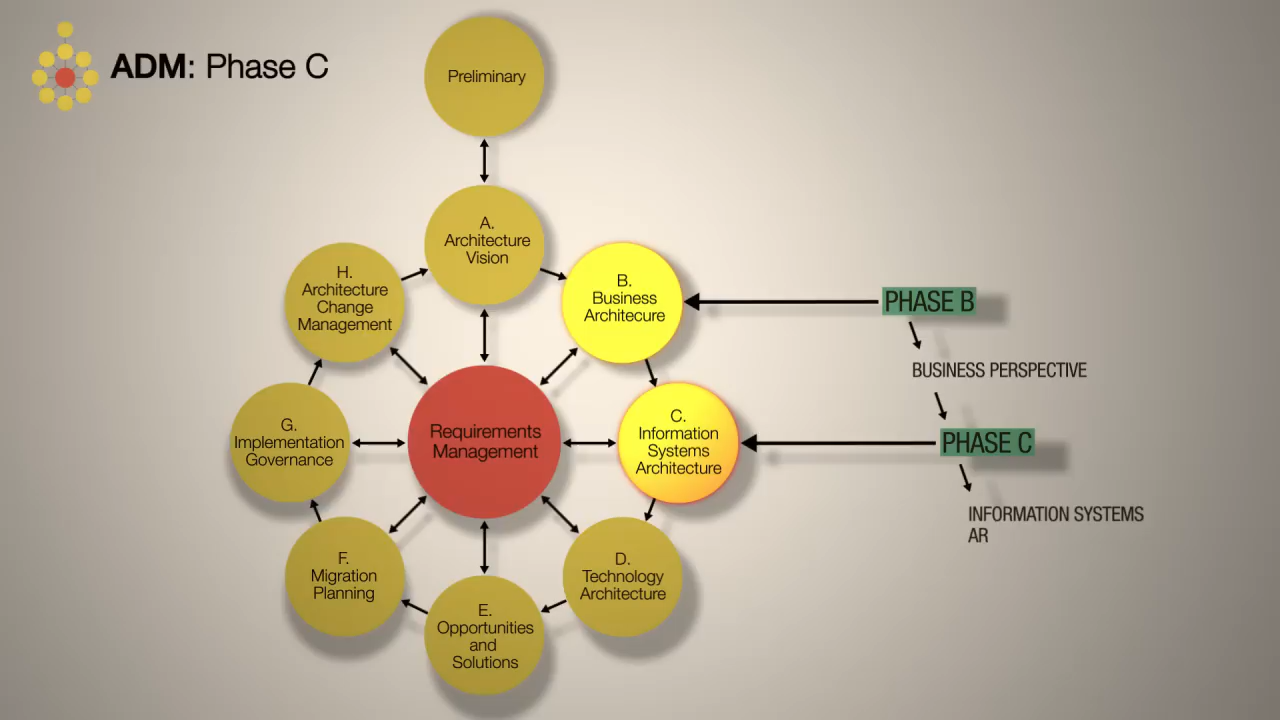 ADM: Phase C
Preliminary
A.
Architecture
Vision
H.
Architecture
Change
Management
B.
Business
Architecure
G.
Implementation
Governance
Requirements
Management
C.
Information
Systems
Architecture
F.
Migration
Planning
E.
Opportunities
and
Solutions
D.
Technology
Architecture
PHASE B
BUSINESS PERSPECTIVE
PHASE C
INFORMATION SYSTEMS
AR